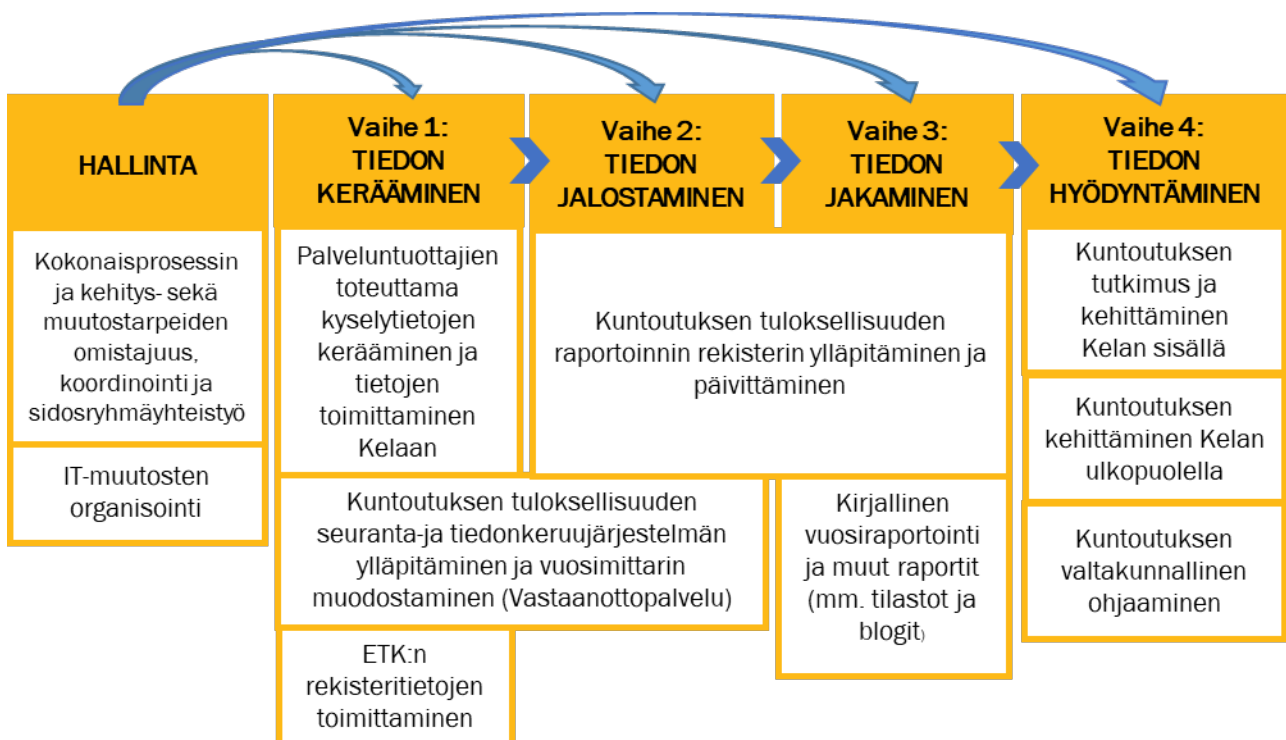 HALLINTA
Kokonaisprosessin
ja kehitys- sekä
muutostarpeiden
omistajuus,
koordinointi ja
sidosryhmäyhteistyö
IT-muutosten
organisointi
Vaihe 1:
TIEDON
KERÄÄMINEN
Palveluntuottajien
toteuttama
kyselytietojen
kerääminen ja
tietojen
toimittaminen
Kelaan
Kuntoutuksen tuloksellisuuden
seuranta-ja tiedonkeruujärjestelmän
ylläpitäminen ja vuosimittarin
muodostaminen (Vastaanottopalvelu)
ETK:n
rekisteritietojen
toimittaminen
Vaihe 2:
TIEDON
JALOSTAMINEN
Vaihe 3:
TIEDON
JAKAMINEN
Kuntoutuksen tuloksellisuuden
raportoinnin rekisterin ylläpitäminen ja
päivittäminen
Kirjallinen
vuosiraportointi
ja muut raportit
(mm. tilastot ja
blogit)
Vaihe 4:
TIEDON
HYÖDYNTÄMINEN
Kuntoutuksen
tutkimus ja
kehittäminen
Kelan sisällä
Kuntoutuksen
kehittäminen Kelan
ulkopuolella
Kuntoutuksen
valtakunnallinen
ohjaaminen